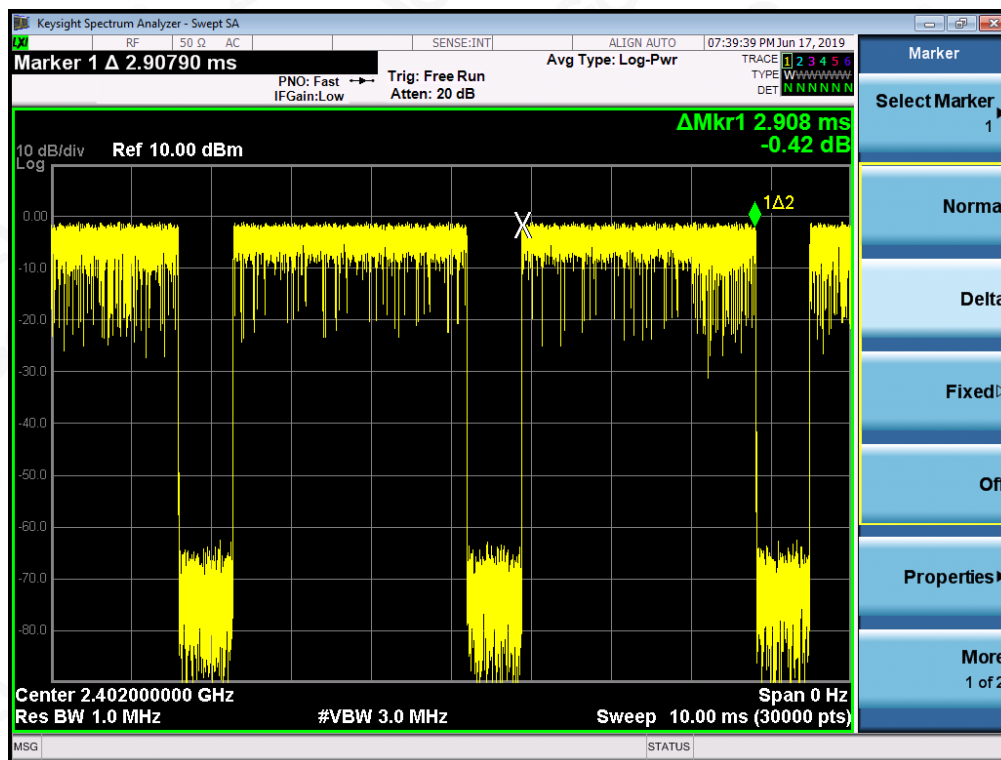 Keysight Spectrum Analyzer - Swept SA
LXI RF 50 Ω AC SENSE:INT ALIGN AUTO 07:39:39 PM Jun 17, 2019
Marker 1 Δ 2.90790 ms
PNO: Fast
IFGain:Low
Trig: Free Run
Atten: 20 dB
Avg Type: Log-Pwr
TRACE 1 2 3 4 5 6
TYPE W W W W W W
DET N N N N N N
ΔMkr1 2.908 ms
-0.42 dB
10 dB/div Ref 10.00 dBm
Log
0.00
-10.0
-20.0
-30.0
-40.0
-50.0
-60.0
-70.0
-80.0
X
1Δ2
Center 2.402000000 GHz Span 0 Hz
Res BW 1.0 MHz #VBW 3.0 MHz Sweep 10.00 ms (30000 pts)
MSG STATUS
Marker
Select Marker
1
Norma
Delta
Fixed
Off
Properties
More
1 of 2